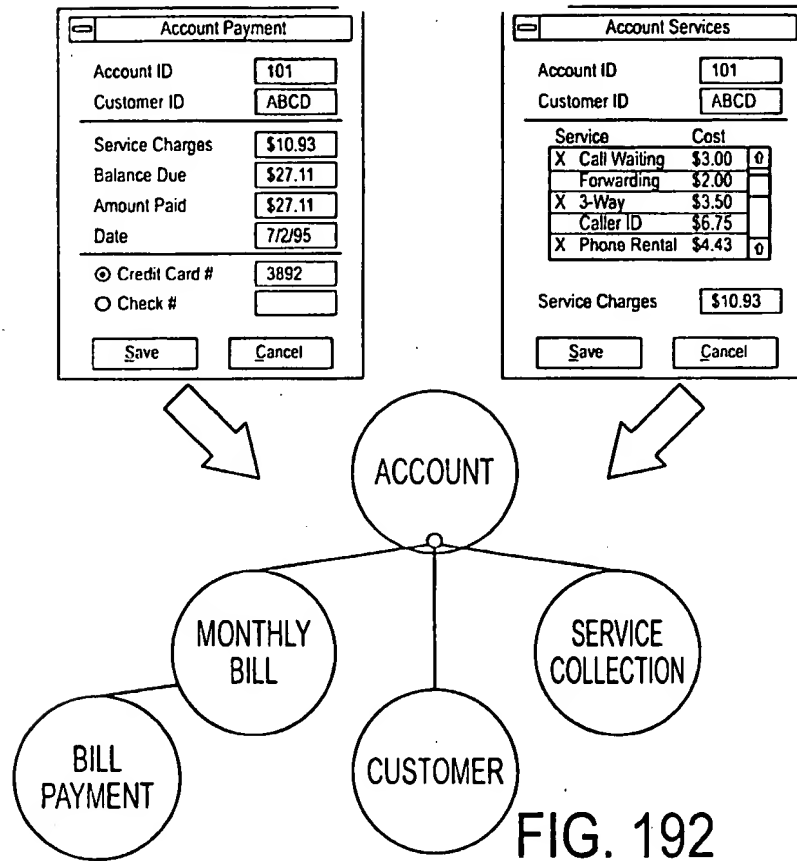 Account Payment
Account ID 101
Customer ID ABCD
Service Charges $10.93
Balance Due $27.11
Amount Paid $27.11
Date 7/2/95
Credit Card # 3892
Check #
Save Cancel
Account Services
Account ID 101
Customer ID ABCD
Service Cost
X Call Waiting $3.00
Forwarding $2.00
X 3-Way $3.50
Caller ID $6.75
X Phone Rental $4.43
Service Charges $10.93
Save Cancel
ACCOUNT
MONTHLY
BILL
SERVICE
COLLECTION
BILL
PAYMENT
CUSTOMER
FIG. 192